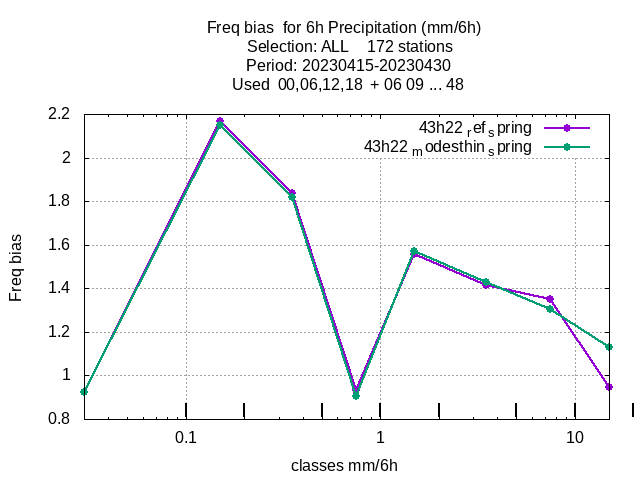 Freq bias  for 6h Precipitation (mm/6h)
Selection: ALL    172 stations
Period: 20230415-20230430
Used  00,06,12,18  + 06 09 ... 48
2.2
2
1.8
1.6
1.4
1.2
1
0.8
Freq bias
43h22 ref spring
43h22 modesthin spring
0.1
1
10
classes mm/6h